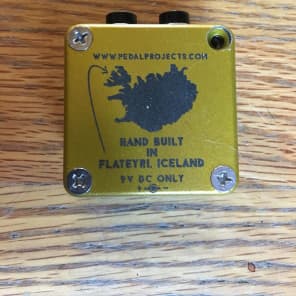 WWW.PEDALPROJECTS.COM
HAND BUILT
IN
FLATEYRI, ICELAND
9V DC ONLY